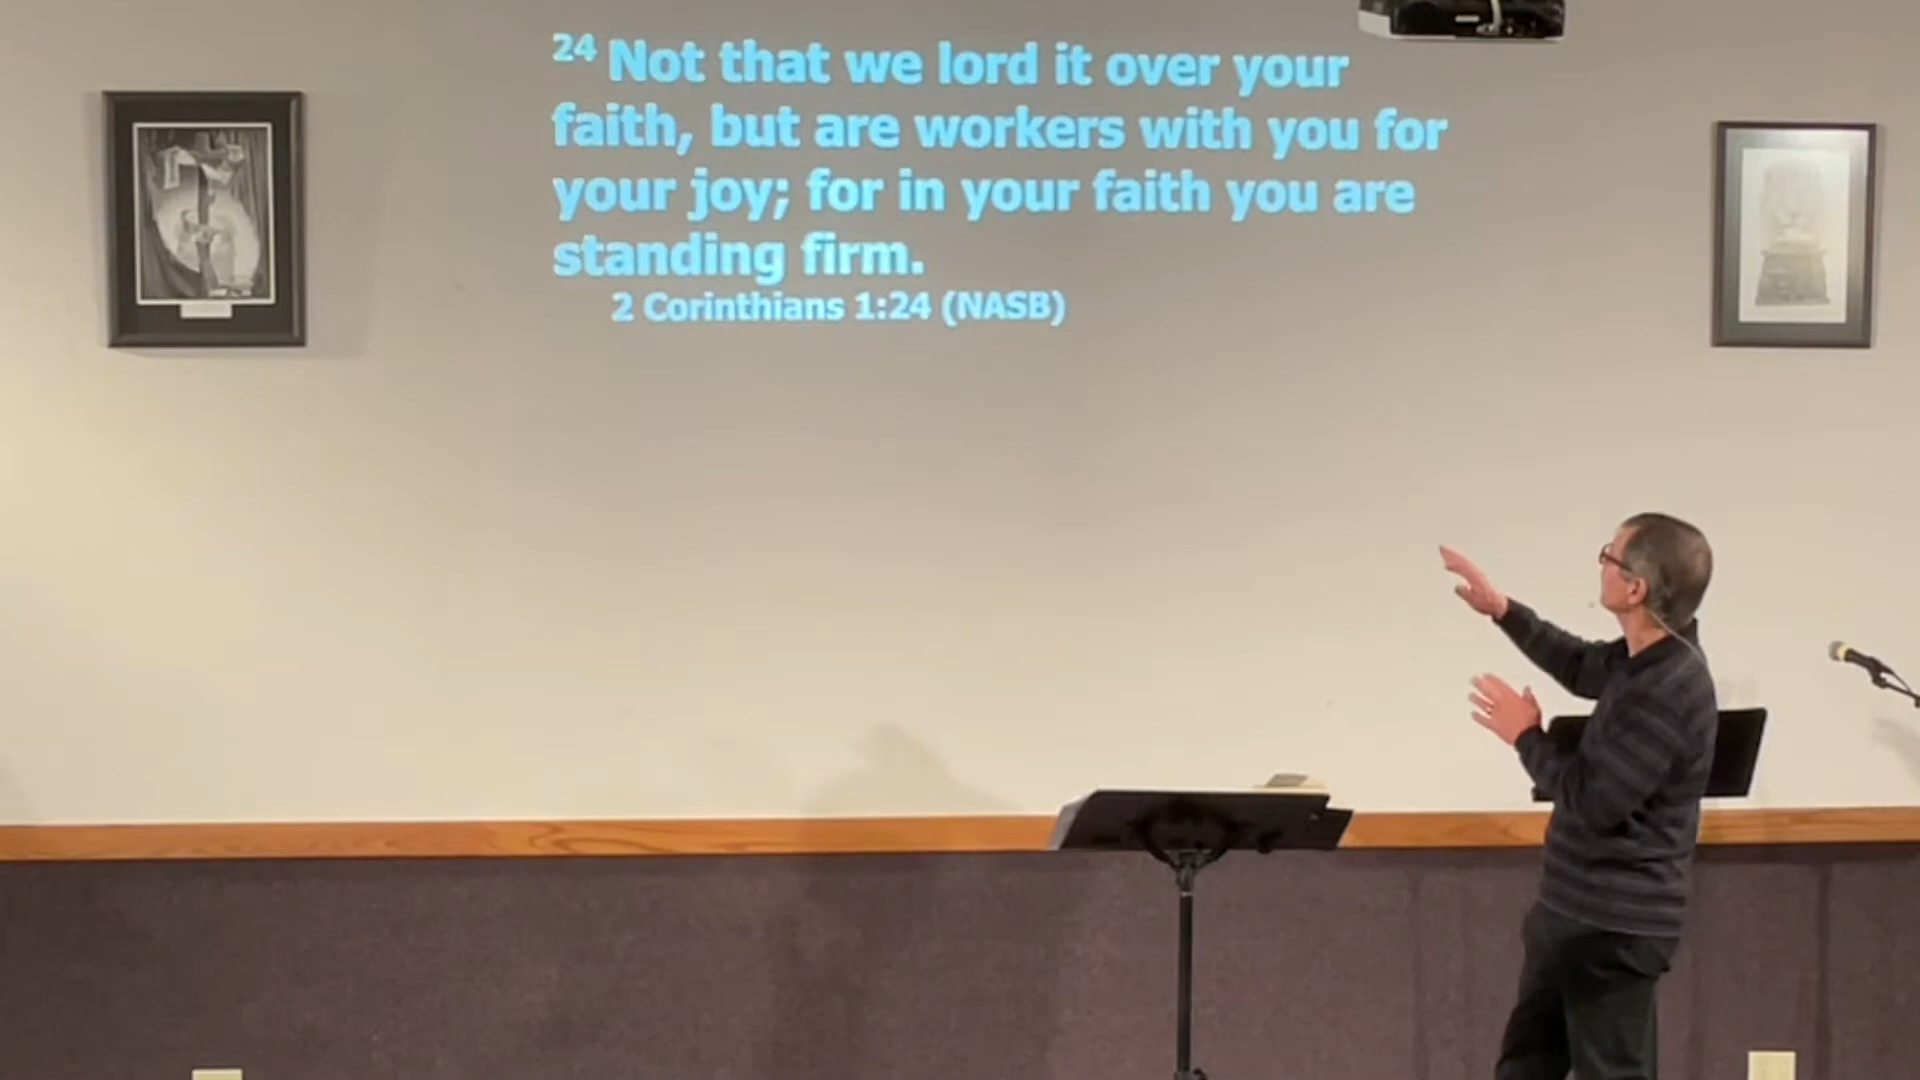 24 Not that we lord it over your
faith, but are workers with you for
your joy; for in your faith you are
standing firm.
2 Corinthians 1:24 (NASB)